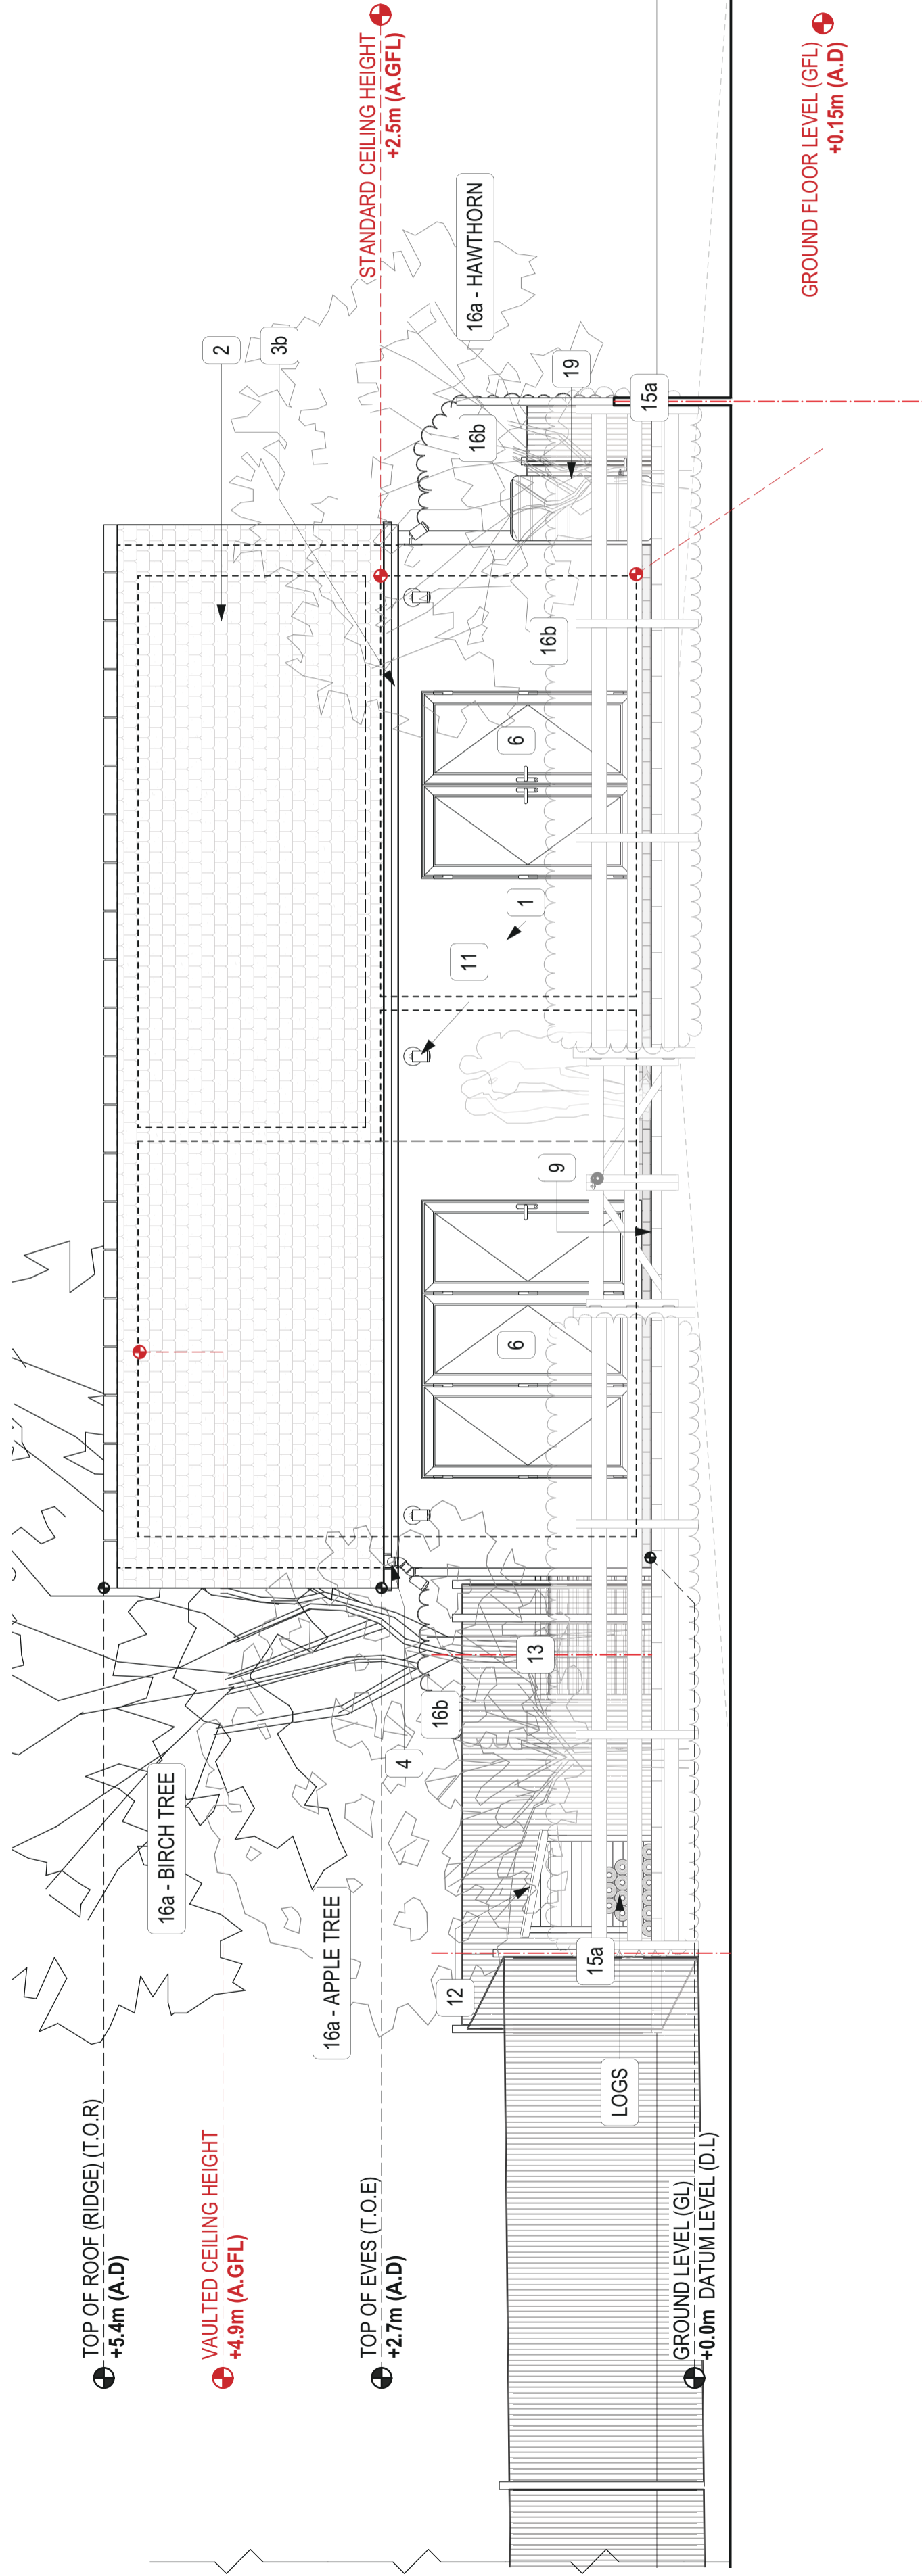 TOP OF ROOF (RIDGE) (T.O.R)
+5.4m (A.D)
VAULTED CEILING HEIGHT
+4.9m (A.GFL)
TOP OF EVES (T.O.E)
+2.7m (A.D)
GROUND LEVEL (GL)
+0.0m DATUM LEVEL (D.L)
LOGS
16a - BIRCH TREE
16a - APPLE TREE
12
15a
4
16b
13
6
9
11
1
6
16b
2
3b
16b
19
15a
16a - HAWTHORN
STANDARD CEILING HEIGHT
+2.5m (A.GFL)
GROUND FLOOR LEVEL (GFL)
+0.15m (A.D)